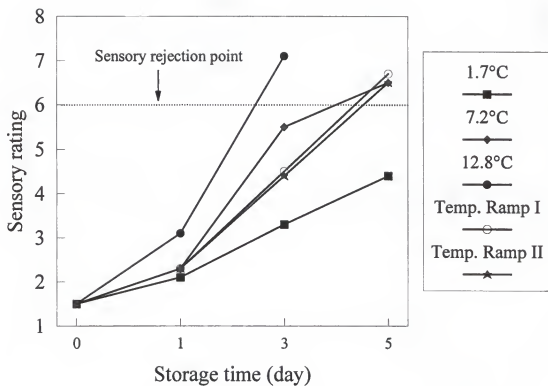 8
7
6
5
4
3
2
1
Sensory rating
Sensory rejection point
0 1 3 5
Storage time (day)
1.7°C
7.2°C
12.8°C
Temp. Ramp I
Temp. Ramp II